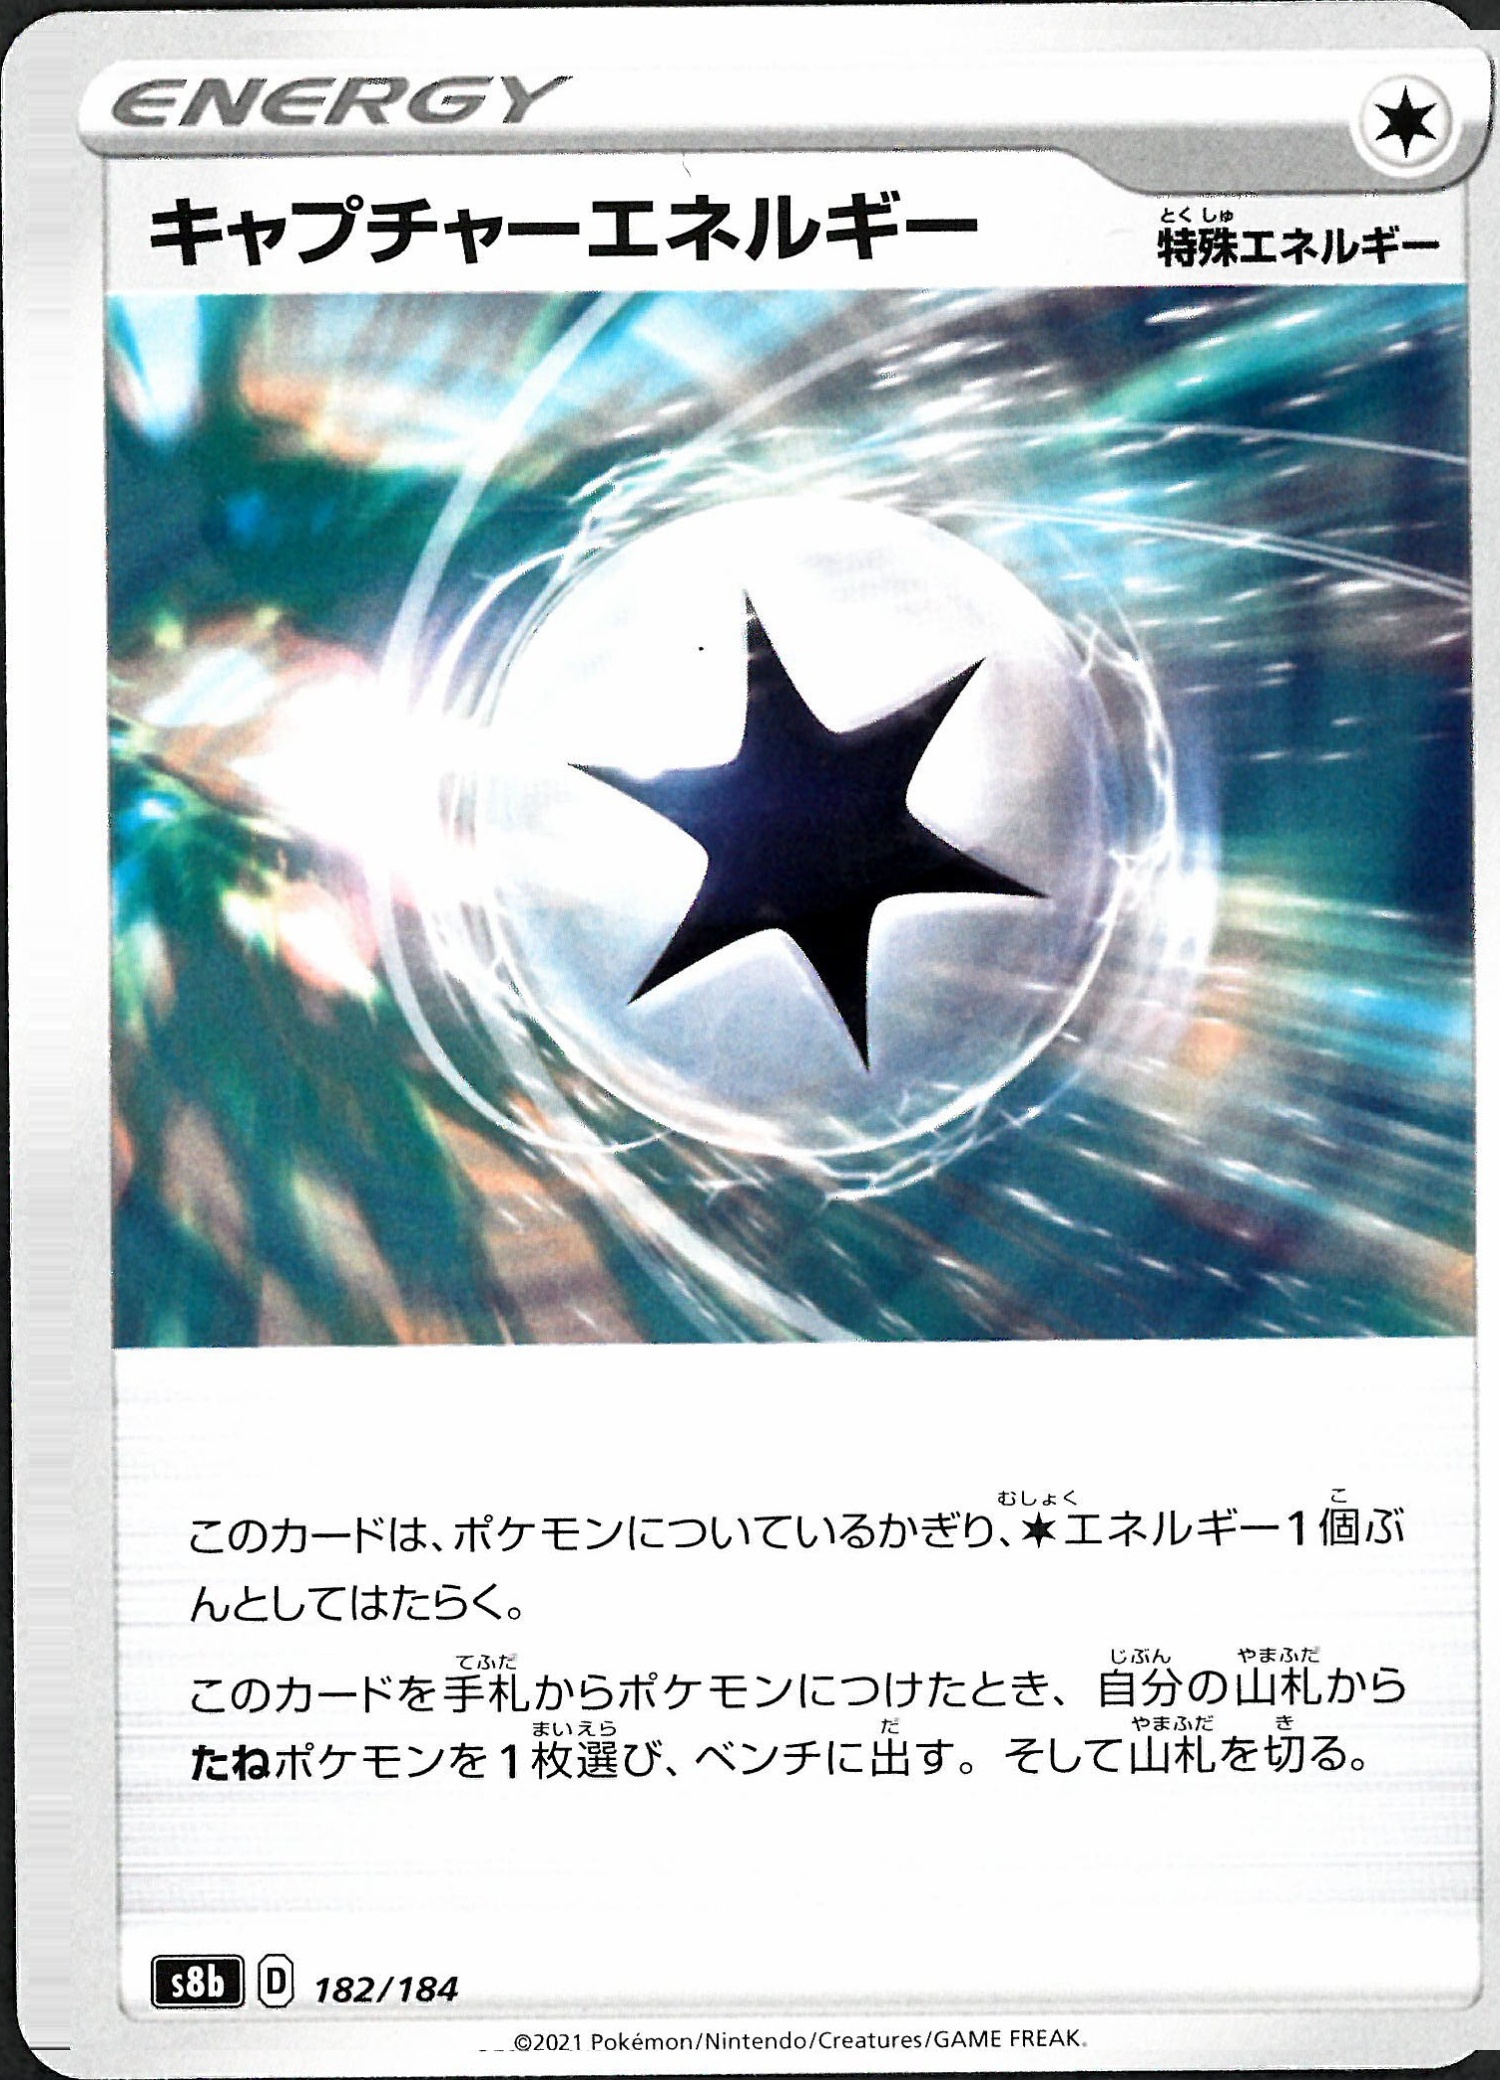 ENERGY
キャプチャーエネルギー
とくしゅ
特殊エネルギー
むしょく こ
このカードは、ポケモンについているかぎり、エネルギー1個ぶ
んとしてはたらく。
てふだ じぶん やまふだ
このカードを手札からポケモンにつけたとき、自分の山札から
まいえら だ やまふだ き
たねポケモンを1枚選び、ベンチに出す。そして山札を切る。
s8b D 182/184
©2021 Pokémon/Nintendo/Creatures/GAME FREAK.